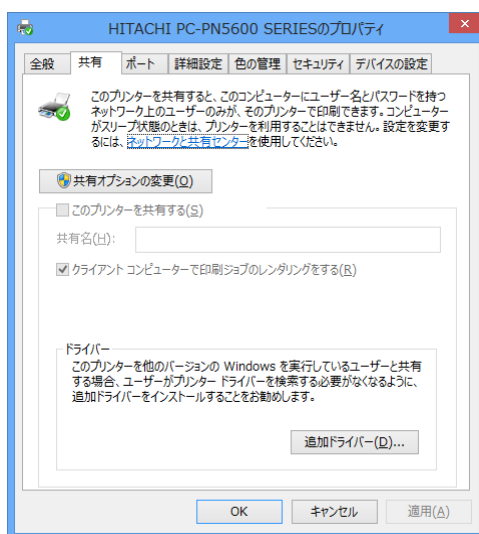 HITACHI PC-PN5600 SERIESのプロパティ
全般 共有 ポート 詳細設定 色の管理 セキュリティ デバイスの設定
このプリンターを共有すると、このコンピューターにユーザー名とパスワードを持つ
ネットワーク上のユーザーのみが、そのプリンターで印刷できます。コンピューター
がスリープ状態のときは、プリンターを利用することはできません。設定を変更す
るには、ネットワークと共有センターを使用してください。
共有オプションの変更(O)
このプリンターを共有する(S)
共有名(H):
クライアント コンピューターで印刷ジョブのレンダリングをする(R)
ドライバー
このプリンターを他のバージョンの Windows を実行しているユーザーと共有
する場合、ユーザーがプリンター ドライバーを検索する必要がなくなるように、
追加ドライバーをインストールすることをお勧めします。
追加ドライバー(D)...
OK キャンセル 適用(A)